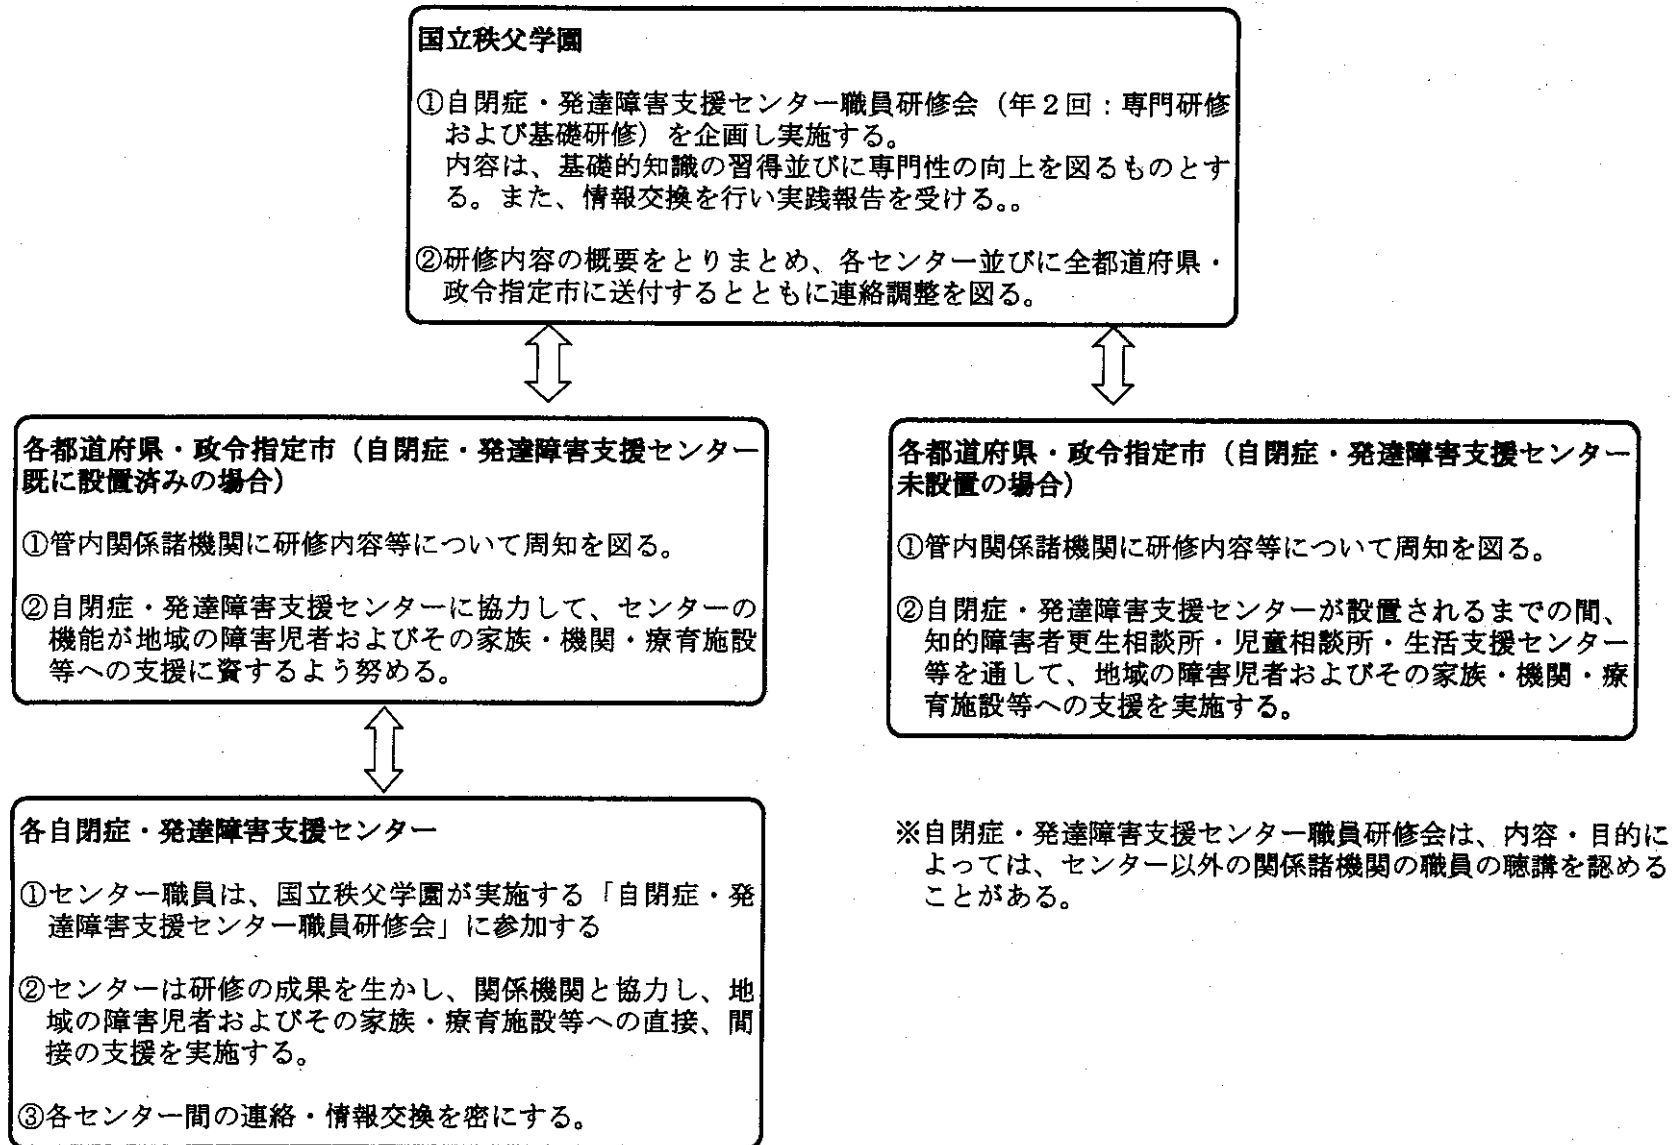 国立秩父学園
①自閉症・発達障害支援センター職員研修会（年２回：専門研修
および基礎研修）を企画し実施する。
内容は、基礎的知識の習得並びに専門性の向上を図るものとす
る。また、情報交換を行い実践報告を受ける。。
②研修内容の概要をとりまとめ、各センター並びに全都道府県・
政令指定市に送付するとともに連絡調整を図る。
各都道府県・政令指定市（自閉症・発達障害支援センター
既に設置済みの場合）
①管内関係諸機関に研修内容等について周知を図る。
②自閉症・発達障害支援センターに協力して、センターの
機能が地域の障害児者およびその家族・機関・療育施設
等への支援に資するよう努める。
各都道府県・政令指定市（自閉症・発達障害支援センター
未設置の場合）
①管内関係諸機関に研修内容等について周知を図る。
②自閉症・発達障害支援センターが設置されるまでの間、
知的障害者更生相談所・児童相談所・生活支援センター
等を通して、地域の障害児者およびその家族・機関・療
育施設等への支援を実施する。
各自閉症・発達障害支援センター
①センター職員は、国立秩父学園が実施する「自閉症・発
達障害支援センター職員研修会」に参加する
②センターは研修の成果を生かし、関係機関と協力し、地
域の障害児者およびその家族・療育施設等への直接、間
接の支援を実施する。
③各センター間の連絡・情報交換を密にする。
※自閉症・発達障害支援センター職員研修会は、内容・目的に
よっては、センター以外の関係諸機関の職員の聴講を認める
ことがある。